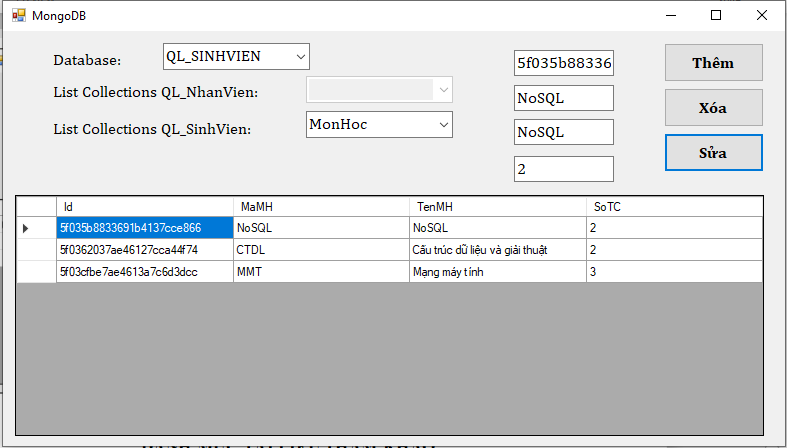 MongoDB
Database: QL_SINHVIEN
List Collections QL_NhanVien:
List Collections QL_SinhVien: MonHoc
5f035b88336
NoSQL
NoSQL
2
Thêm
Xóa
Sửa
Id MaMH TenMH SoTC
5f035b8833691b4137cce866 NoSQL NoSQL 2
5f0362037ae46127cca44f74 CTDL Cấu trúc dữ liệu và giải thuật 2
5f03cfbe7ae4613a7c6d3dcc MMT Mạng máy tính 3